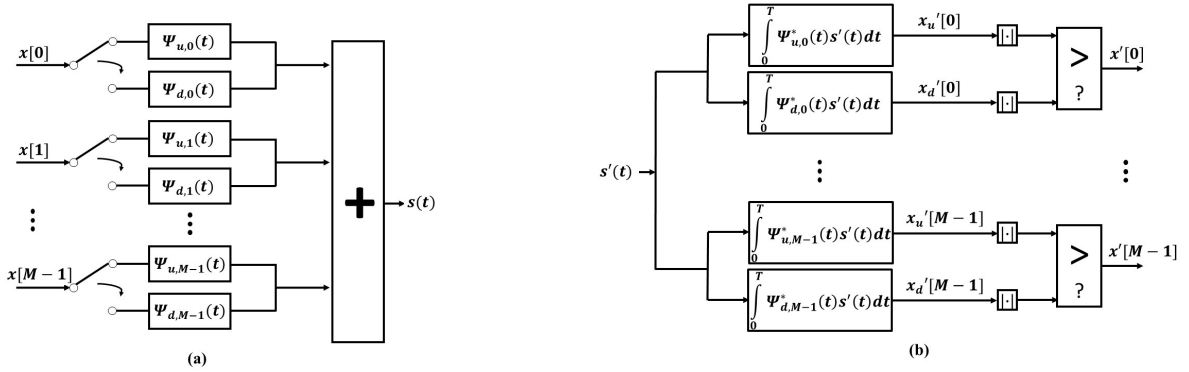 x[0]
Ψu,0(t)
Ψd,0(t)
x[1]
Ψu,1(t)
Ψd,1(t)
⋮ ⋮
x[M−1]
Ψu,M−1(t)
Ψd,M−1(t)
+
s(t)
(a)
s′(t)
∫0T Ψ*u,0(t)s′(t)dt
xu′[0]
|·|
∫0T Ψ*d,0(t)s′(t)dt
xd′[0]
|·|
>
?
x′[0]
⋮ ⋮
∫0T Ψ*u,M−1(t)s′(t)dt
xu′[M−1]
|·|
∫0T Ψ*d,M−1(t)s′(t)dt
xd′[M−1]
|·|
>
?
x′[M−1]
(b)